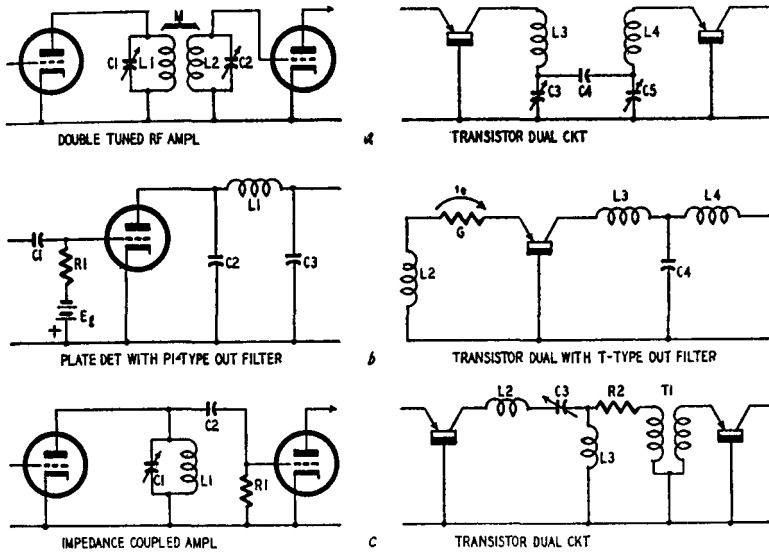 M
C1 L1 L2 C2
L3 L4
C3 C4 C5
DOUBLE TUNED RF AMPL
a
TRANSISTOR DUAL CKT
C1
R1
Eg
+
L1
C2 C3
L2
G
L3 L4
C4
PLATE DET WITH PI-TYPE OUT FILTER
b
TRANSISTOR DUAL WITH T-TYPE OUT FILTER
C2
C1 L1
R1
L2 C3 R2 T1
L3
IMPEDANCE COUPLED AMPL
c
TRANSISTOR DUAL CKT